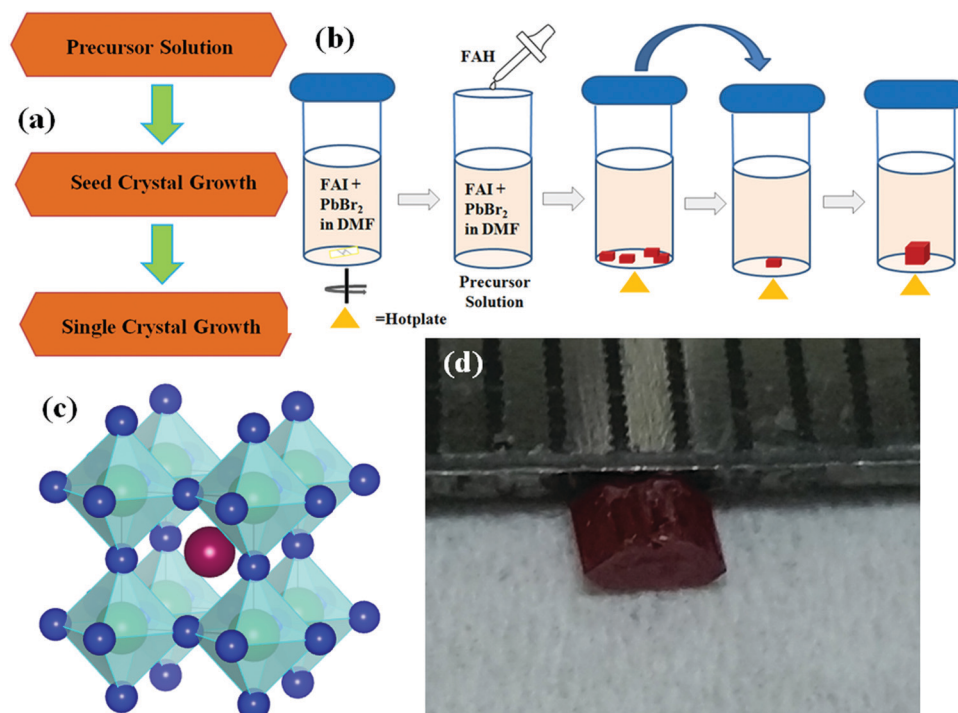 Precursor Solution
(a)
Seed Crystal Growth
Single Crystal Growth
(b)
FAI +
PbBr₂
in DMF
=Hotplate
FAH
FAI +
PbBr₂
in DMF
Precursor
Solution
(c)
(d)